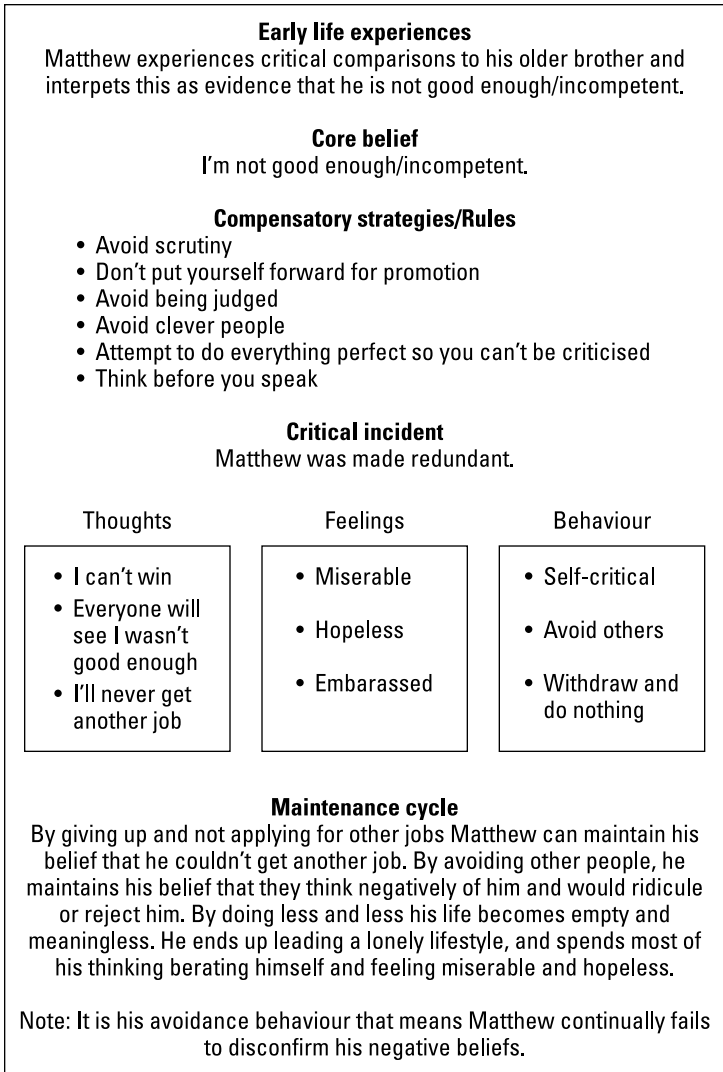 Early life experiences
Matthew experiences critical comparisons to his older brother and
interpets this as evidence that he is not good enough/incompetent.
Core belief
I'm not good enough/incompetent.
Compensatory strategies/Rules
• Avoid scrutiny
• Don't put yourself forward for promotion
• Avoid being judged
• Avoid clever people
• Attempt to do everything perfect so you can't be criticised
• Think before you speak
Critical incident
Matthew was made redundant.
Thoughts
• I can't win
• Everyone will
see I wasn't
good enough
• I'll never get
another job
Feelings
• Miserable
• Hopeless
• Embarassed
Behaviour
• Self-critical
• Avoid others
• Withdraw and
do nothing
Maintenance cycle
By giving up and not applying for other jobs Matthew can maintain his
belief that he couldn't get another job. By avoiding other people, he
maintains his belief that they think negatively of him and would ridicule
or reject him. By doing less and less his life becomes empty and
meaningless. He ends up leading a lonely lifestyle, and spends most of
his thinking berating himself and feeling miserable and hopeless.
Note: It is his avoidance behaviour that means Matthew continually fails
to disconfirm his negative beliefs.